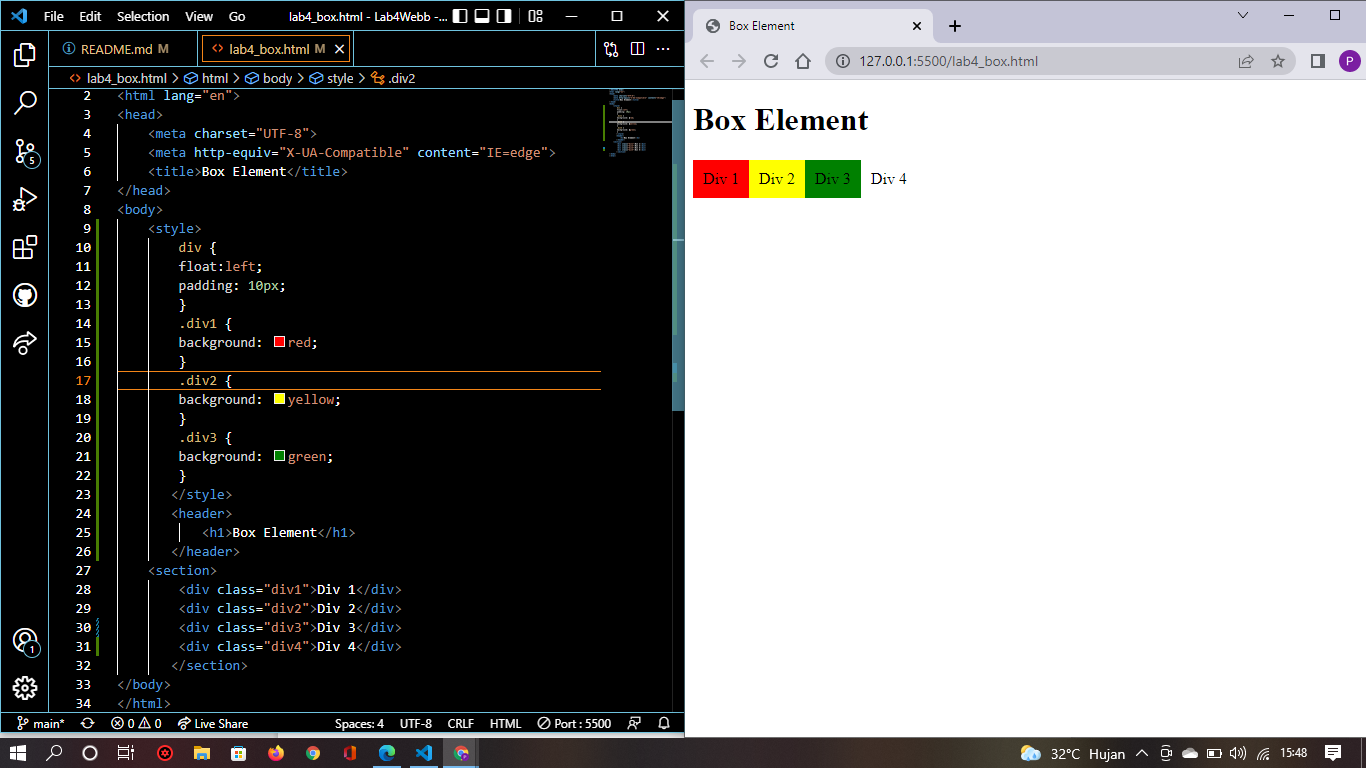 File Edit Selection View Go lab4_box.html - Lab4Webb -...
README.md M lab4_box.html M
lab4_box.html > html > body > style > .div2
2 <html lang="en">
3 <head>
4 <meta charset="UTF-8">
5 <meta http-equiv="X-UA-Compatible" content="IE=edge">
6 <title>Box Element</title>
7 </head>
8 <body>
9 <style>
10 div {
11 float:left;
12 padding: 10px;
13 }
14 .div1 {
15 background: red;
16 }
17 .div2 {
18 background: yellow;
19 }
20 .div3 {
21 background: green;
22 }
23 </style>
24 <header>
25 <h1>Box Element</h1>
26 </header>
27 <section>
28 <div class="div1">Div 1</div>
29 <div class="div2">Div 2</div>
30 <div class="div3">Div 3</div>
31 <div class="div4">Div 4</div>
32 </section>
33 </body>
34 </html>
5
1
main* 0 0 Live Share Spaces: 4 UTF-8 CRLF HTML Port : 5500
Box Element
127.0.0.1:5500/lab4_box.html P
Box Element
Div 1 Div 2 Div 3 Div 4
32°C Hujan 15:48